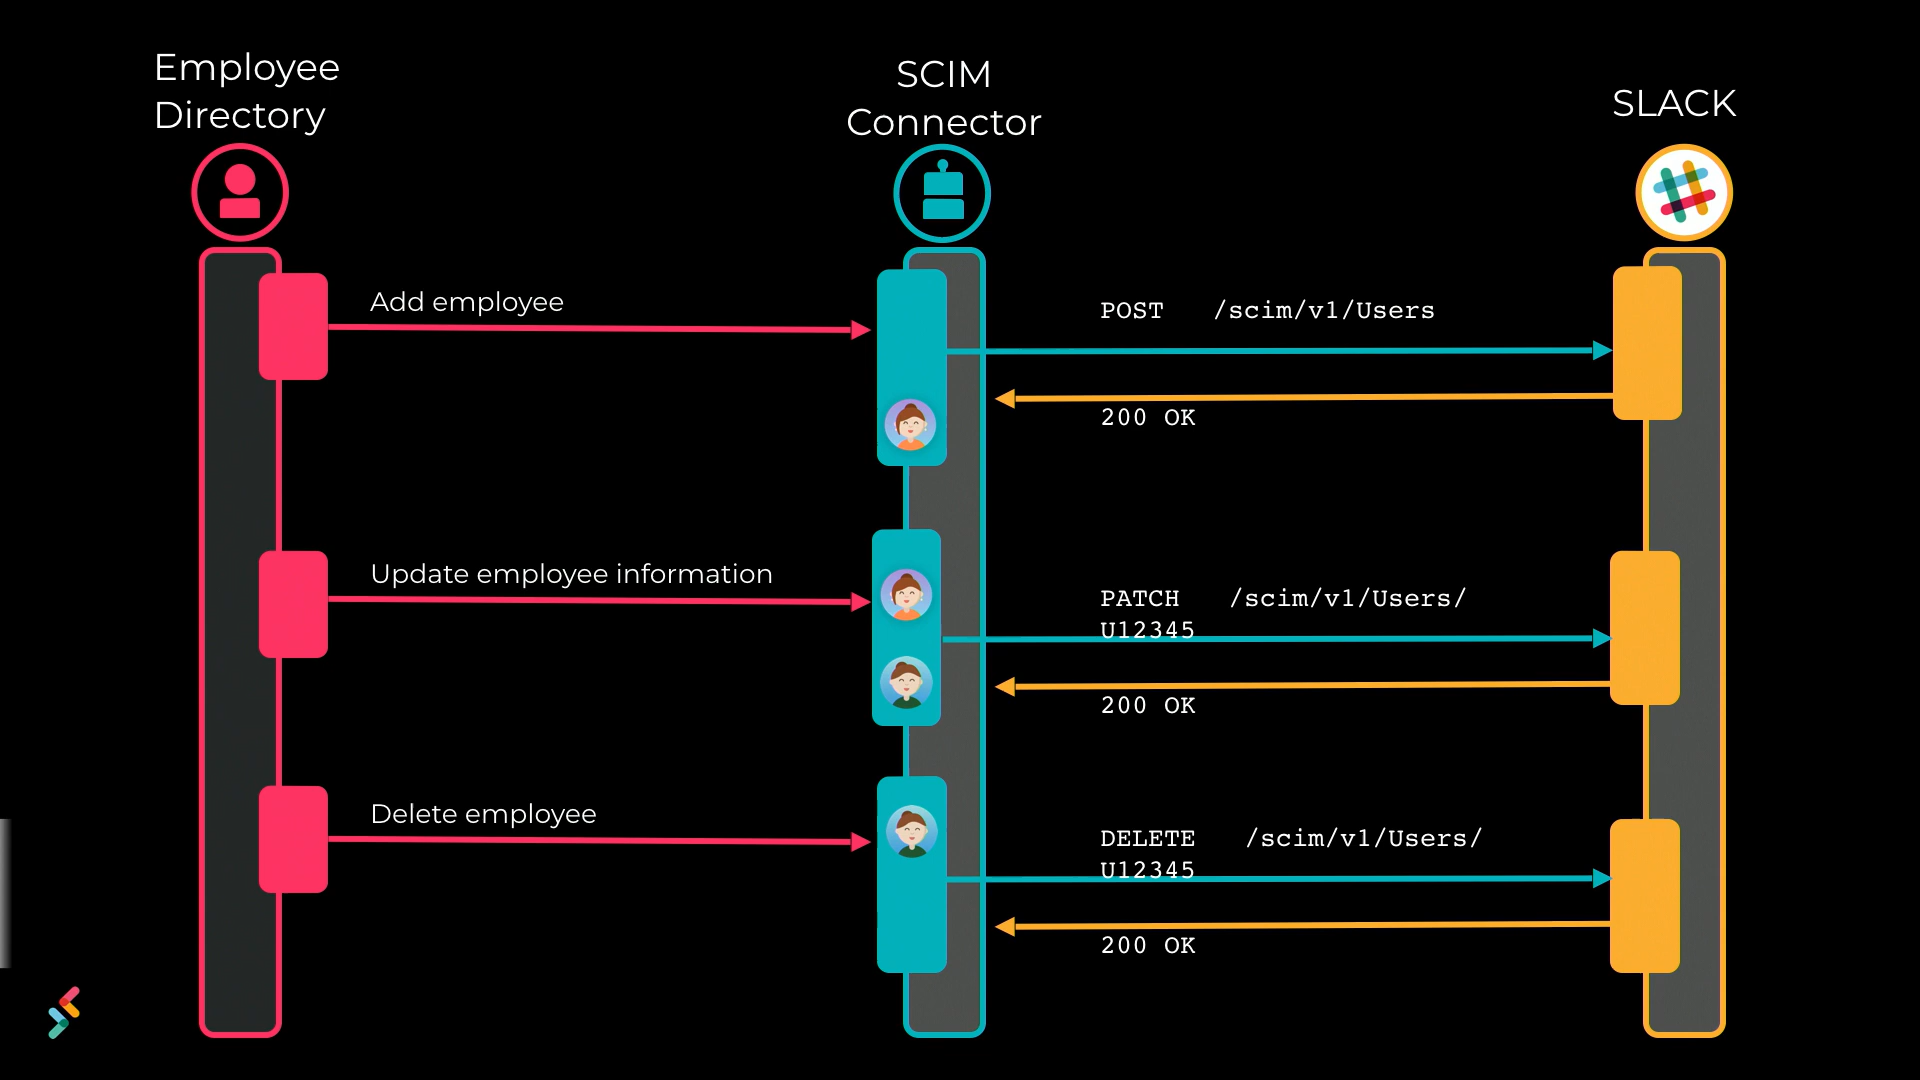 Employee
Directory
SCIM
Connector
SLACK
Add employee
POST /scim/v1/Users
200 OK
Update employee information
PATCH /scim/v1/Users/
U12345
200 OK
Delete employee
DELETE /scim/v1/Users/
U12345
200 OK